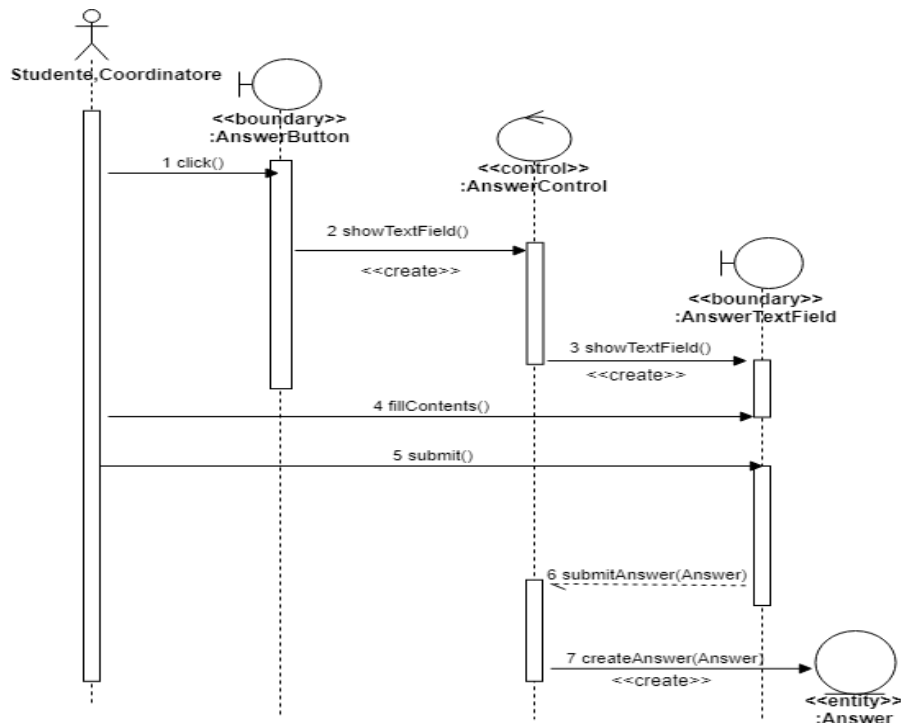 Studente,Coordinatore
<<boundary>>
:AnswerButton
<<control>>
:AnswerControl
1 click()
2 showTextField()
<<create>>
<<boundary>>
:AnswerTextField
3 showTextField()
<<create>>
4 fillContents()
5 submit()
6 submitAnswer(Answer)
7 createAnswer(Answer)
<<create>>
<<entity>>
:Answer